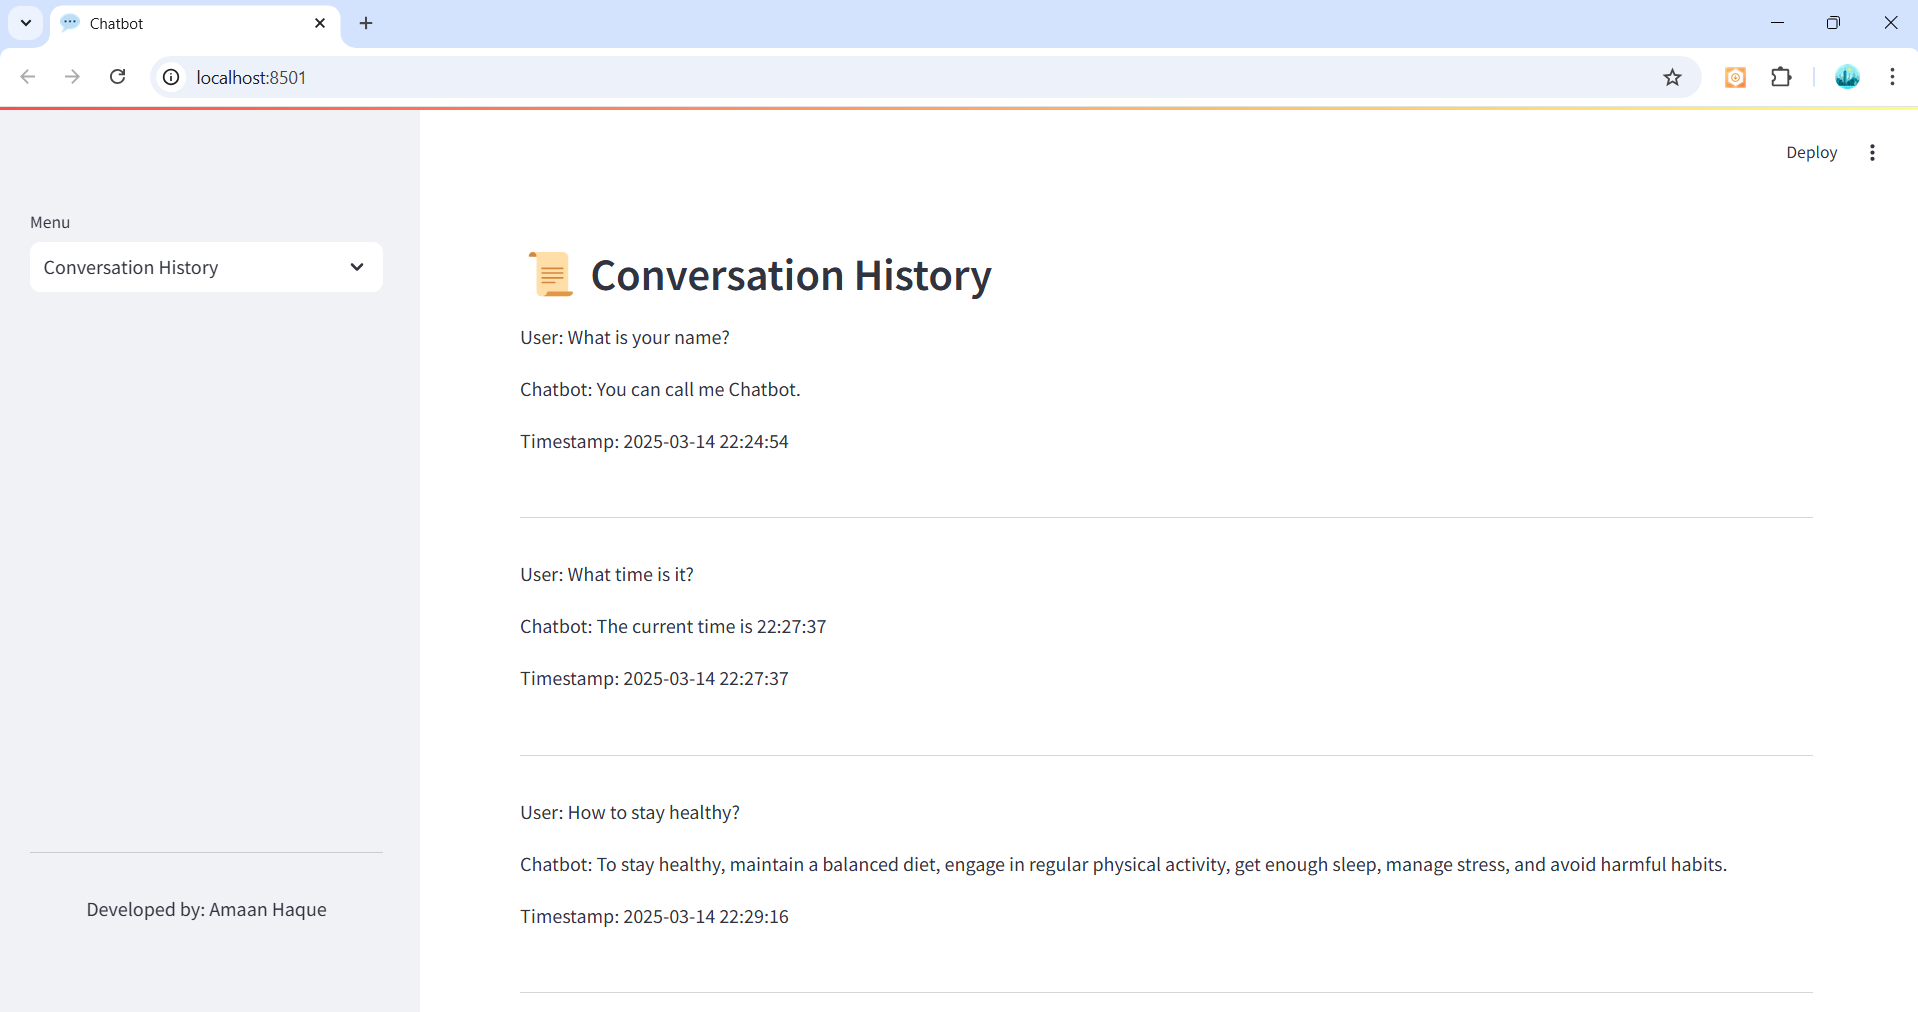 Chatbot
localhost:8501
Deploy
Menu
Conversation History
Conversation History
User: What is your name?
Chatbot: You can call me Chatbot.
Timestamp: 2025-03-14 22:24:54
User: What time is it?
Chatbot: The current time is 22:27:37
Timestamp: 2025-03-14 22:27:37
User: How to stay healthy?
Chatbot: To stay healthy, maintain a balanced diet, engage in regular physical activity, get enough sleep, manage stress, and avoid harmful habits.
Timestamp: 2025-03-14 22:29:16
Developed by: Amaan Haque